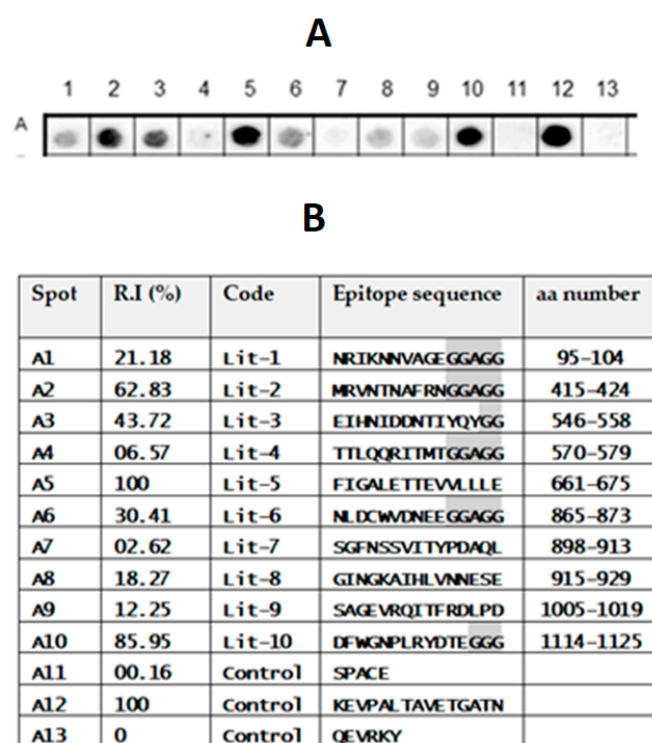 A
1 2 3 4 5 6 7 8 9 10 11 12 13
A
B
Spot R.I (%) Code Epitope sequence aa number
A1 21.18 Lit-1 NRIKNNVAGEGGAGG 95-104
A2 62.83 Lit-2 MRVNTNAFRNGGAGG 415-424
A3 43.72 Lit-3 EIHNIDDNTIYQYGG 546-558
A4 06.57 Lit-4 TTLQQRITMTGGAGG 570-579
A5 100 Lit-5 FIGALETTEVVLLLE 661-675
A6 30.41 Lit-6 NLDCWVDNEEGGAGG 865-873
A7 02.62 Lit-7 SGFNSSVITYPDAQL 898-913
A8 18.27 Lit-8 GINGKAIHLVNNESE 915-929
A9 12.25 Lit-9 SAGEVRQITFRDLPD 1005-1019
A10 85.95 Lit-10 DFWGNPLRYDTEGGG 1114-1125
A11 00.16 Control SPACE
A12 100 Control KEVPALTAVETGATN
A13 0 Control QEVRKY